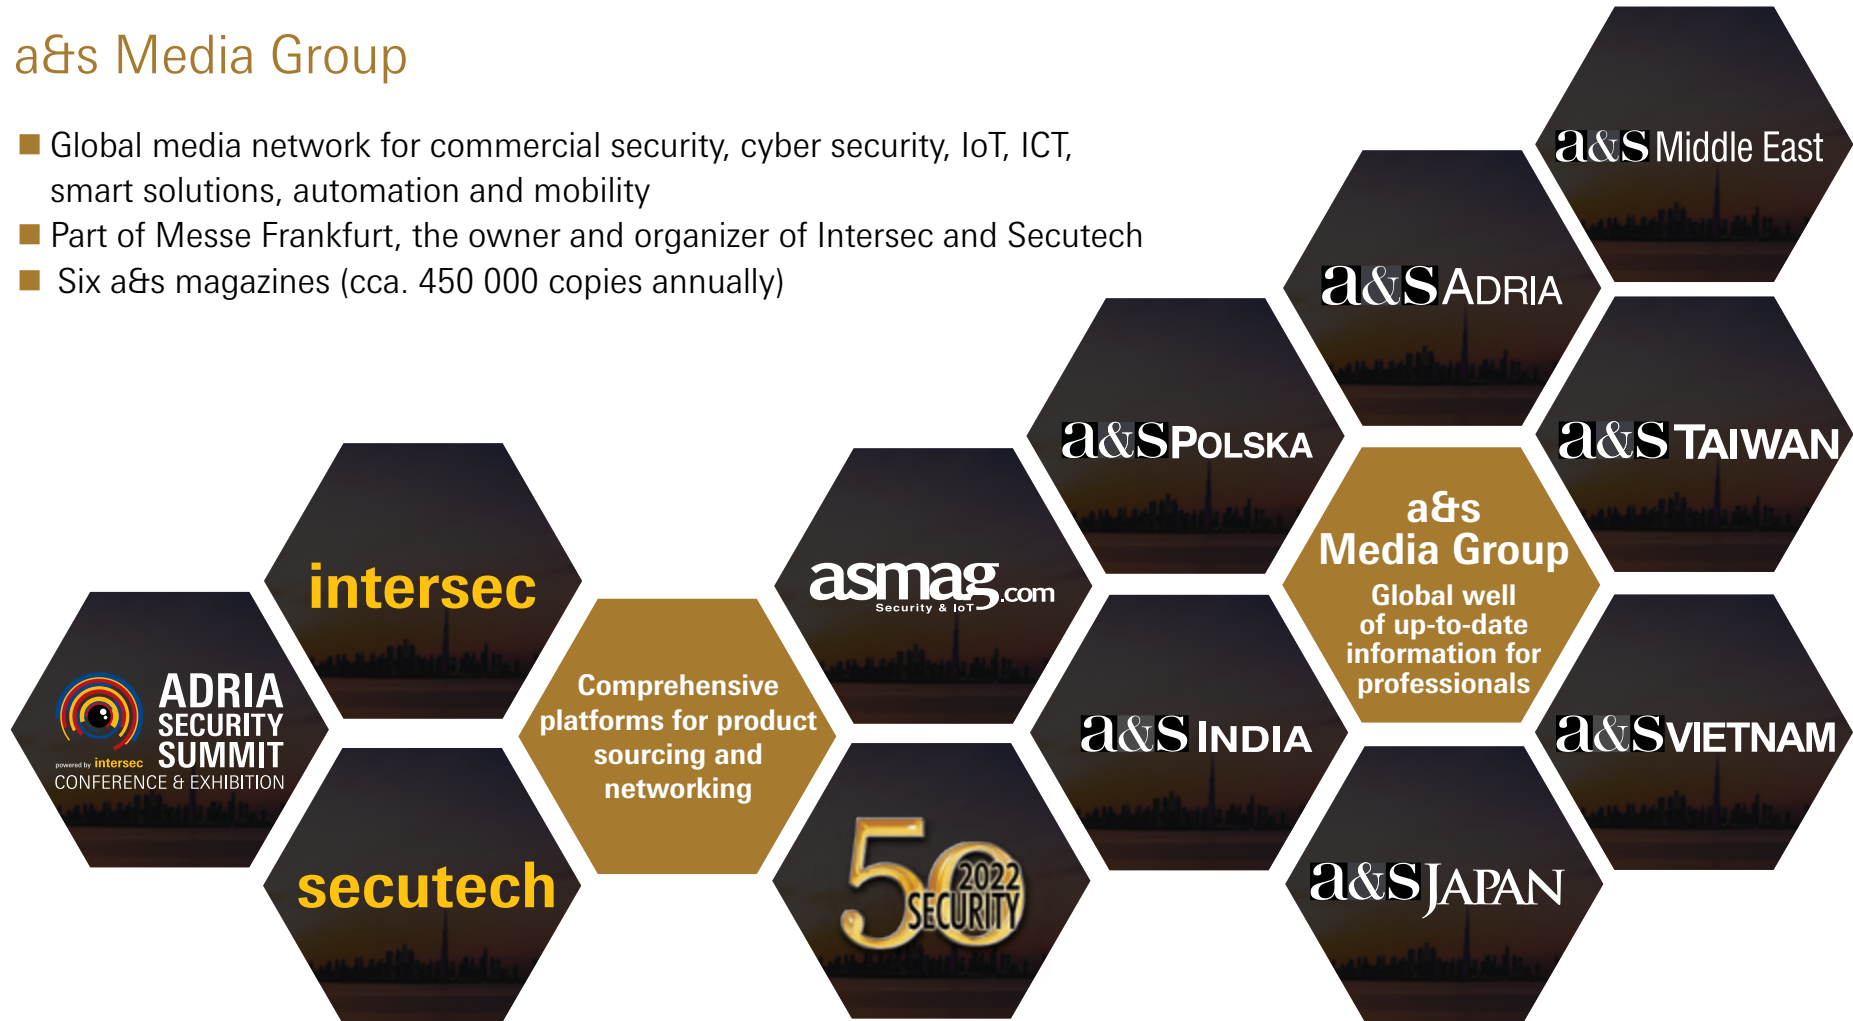 a&s Media Group
Global media network for commercial security, cyber security, IoT, ICT,
smart solutions, automation and mobility
Part of Messe Frankfurt, the owner and organizer of Intersec and Secutech
Six a&s magazines (cca. 450 000 copies annually)
a&s Middle East
a&s ADRIA
a&s POLSKA
a&s TAIWAN
a&s
Media Group
Global well
of up-to-date
information for
professionals
intersec
asmag.com
Security & IoT
ADRIA
SECURITY
SUMMIT
powered by intersec
CONFERENCE & EXHIBITION
Comprehensive
platforms for product
sourcing and
networking
a&s INDIA
a&s VIETNAM
secutech
50
2022
SECURITY
a&s JAPAN